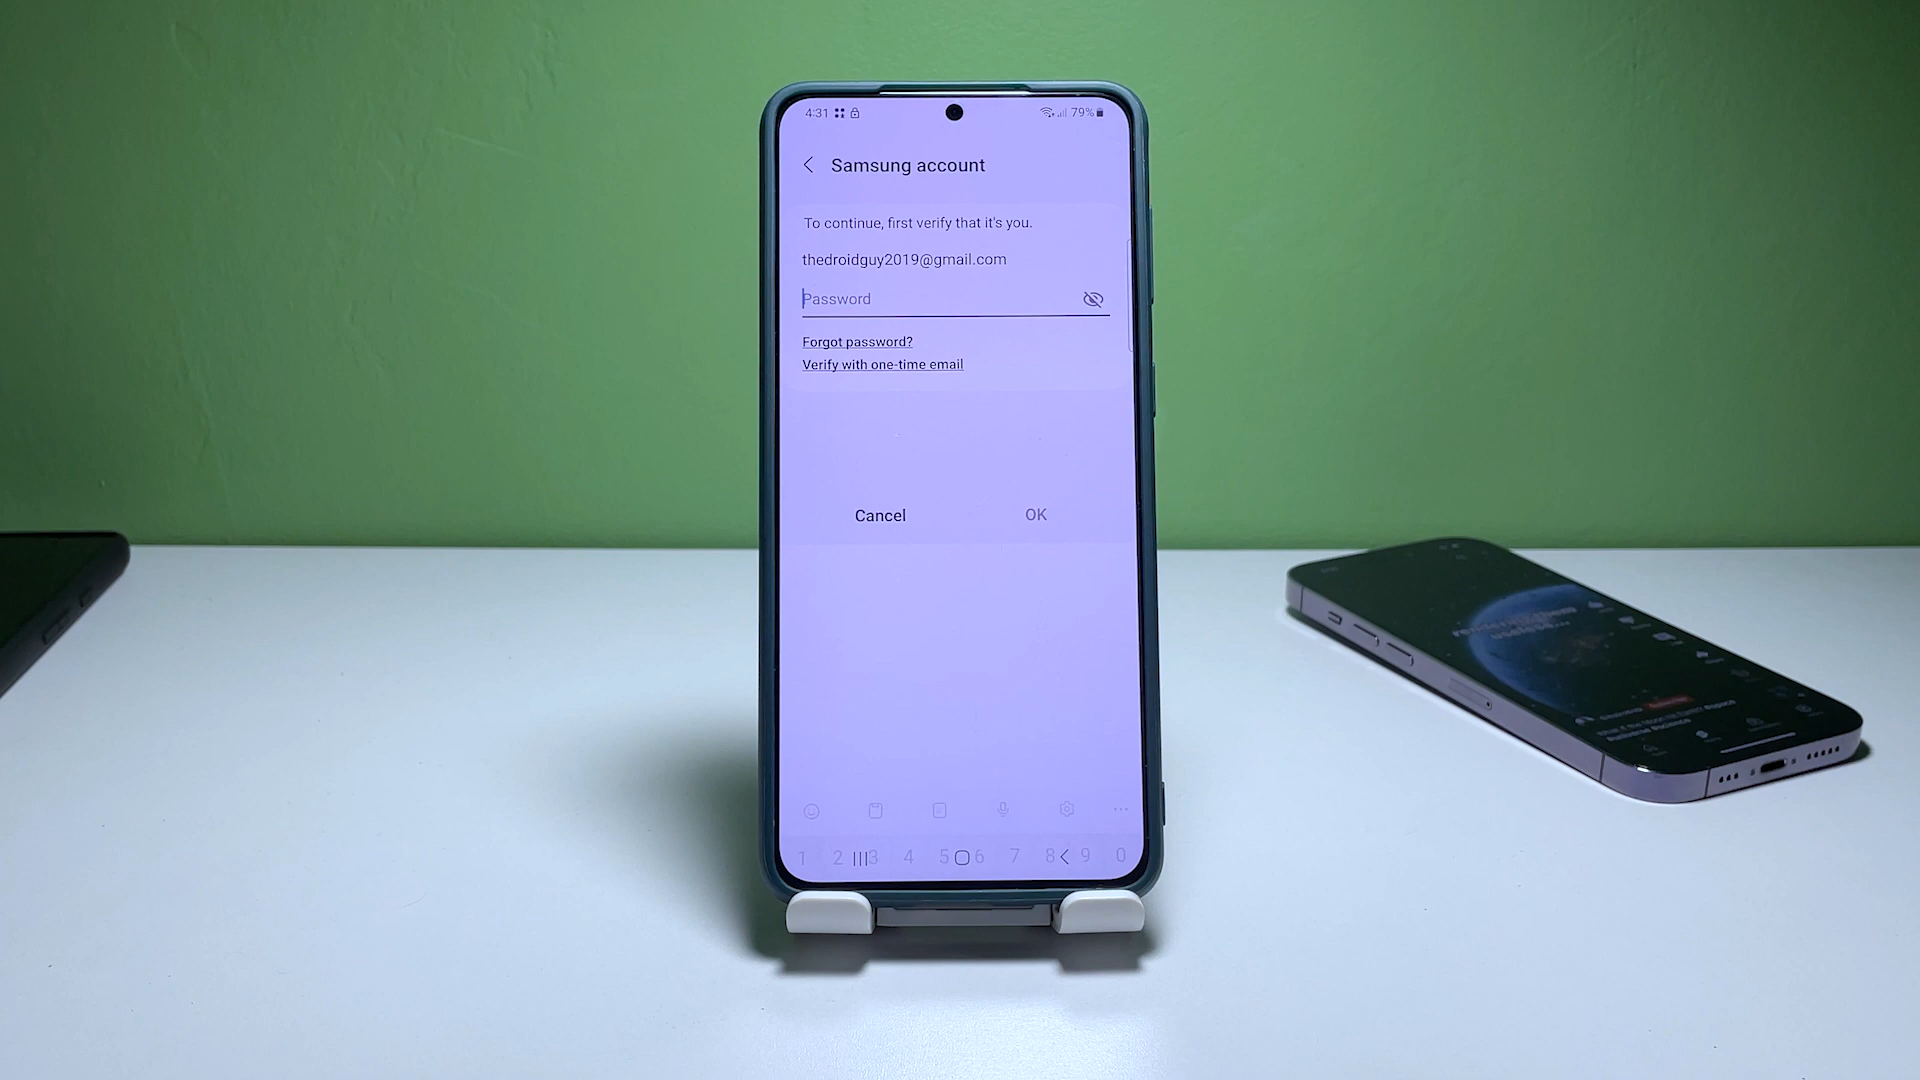 4:31 79%
Samsung account
To continue, first verify that it's you.
thedroidguy2019@gmail.com
Password
Forgot password?
Verify with one-time email
Cancel OK
1 2 3 4 5 6 7 8 9 0
useless...